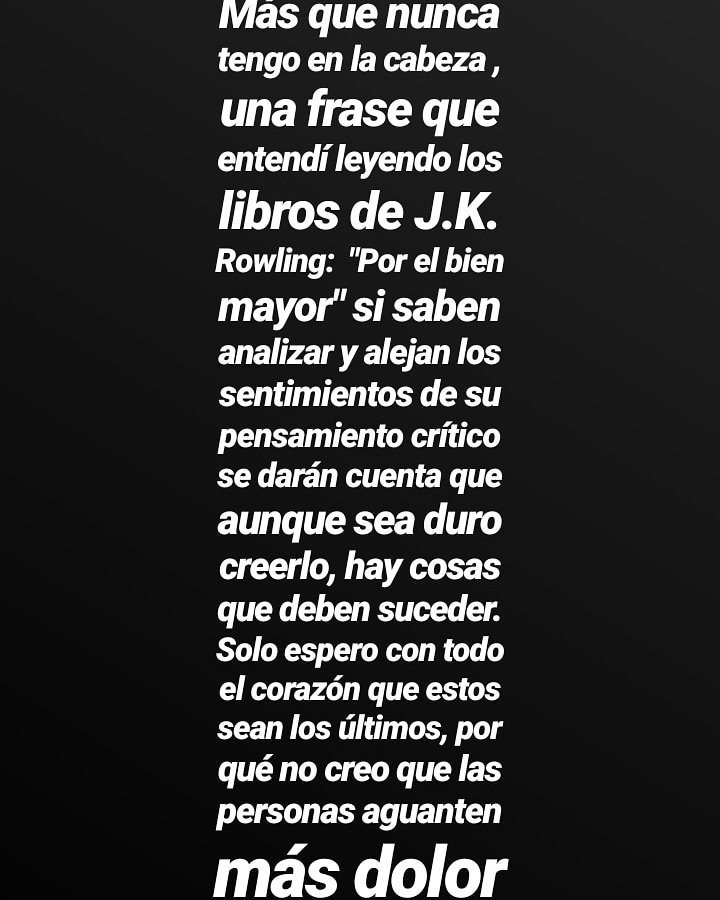 Más que nunca
tengo en la cabeza ,
una frase que
entendí leyendo los
libros de J.K.
Rowling:  "Por el bien
mayor" si saben
analizar y alejan los
sentimientos de su
pensamiento crítico
se darán cuenta que
aunque sea duro
creerlo, hay cosas
que deben suceder.
Solo espero con todo
el corazón que estos
sean los últimos, por
qué no creo que las
personas aguanten
más dolor